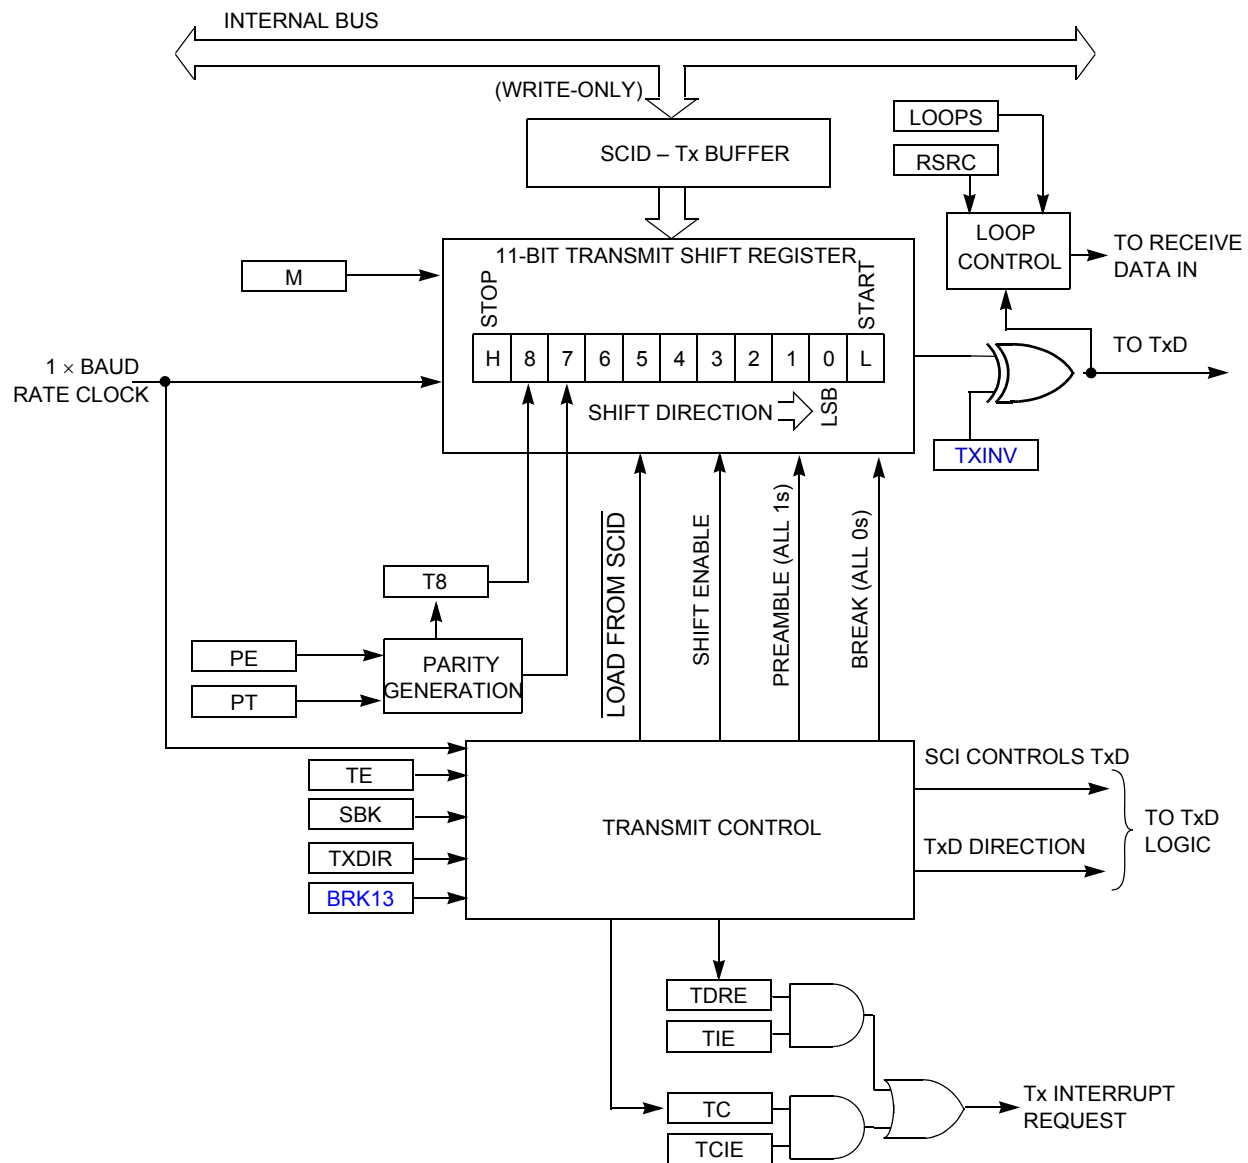 INTERNAL BUS
(WRITE-ONLY)
SCID – Tx BUFFER
LOOPS
RSRC
LOOP
CONTROL
TO RECEIVE
DATA IN
11-BIT TRANSMIT SHIFT REGISTER
M
STOP
START
H 8 7 6 5 4 3 2 1 0 L
1 × BAUD
RATE CLOCK
SHIFT DIRECTION
LSB
TO TxD
TXINV
LOAD FROM SCID
SHIFT ENABLE
PREAMBLE (ALL 1s)
BREAK (ALL 0s)
T8
PE
PT
PARITY
GENERATION
TE
SBK
TXDIR
BRK13
TRANSMIT CONTROL
SCI CONTROLS TxD
TxD DIRECTION
TO TxD
LOGIC
TDRE
TIE
TC
TCIE
Tx INTERRUPT
REQUEST